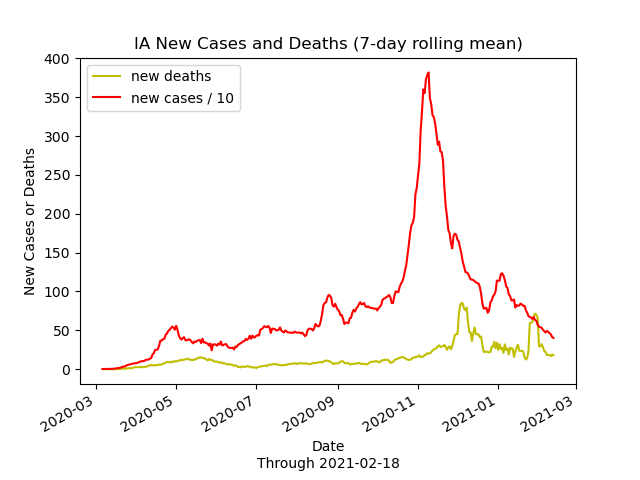 IA New Cases and Deaths (7-day rolling mean)
new deaths
new cases / 10
New Cases or Deaths
400
350
300
250
200
150
100
50
0
2020-03
2020-05
2020-07
2020-09
2020-11
2021-01
2021-03
Date
Through 2021-02-18